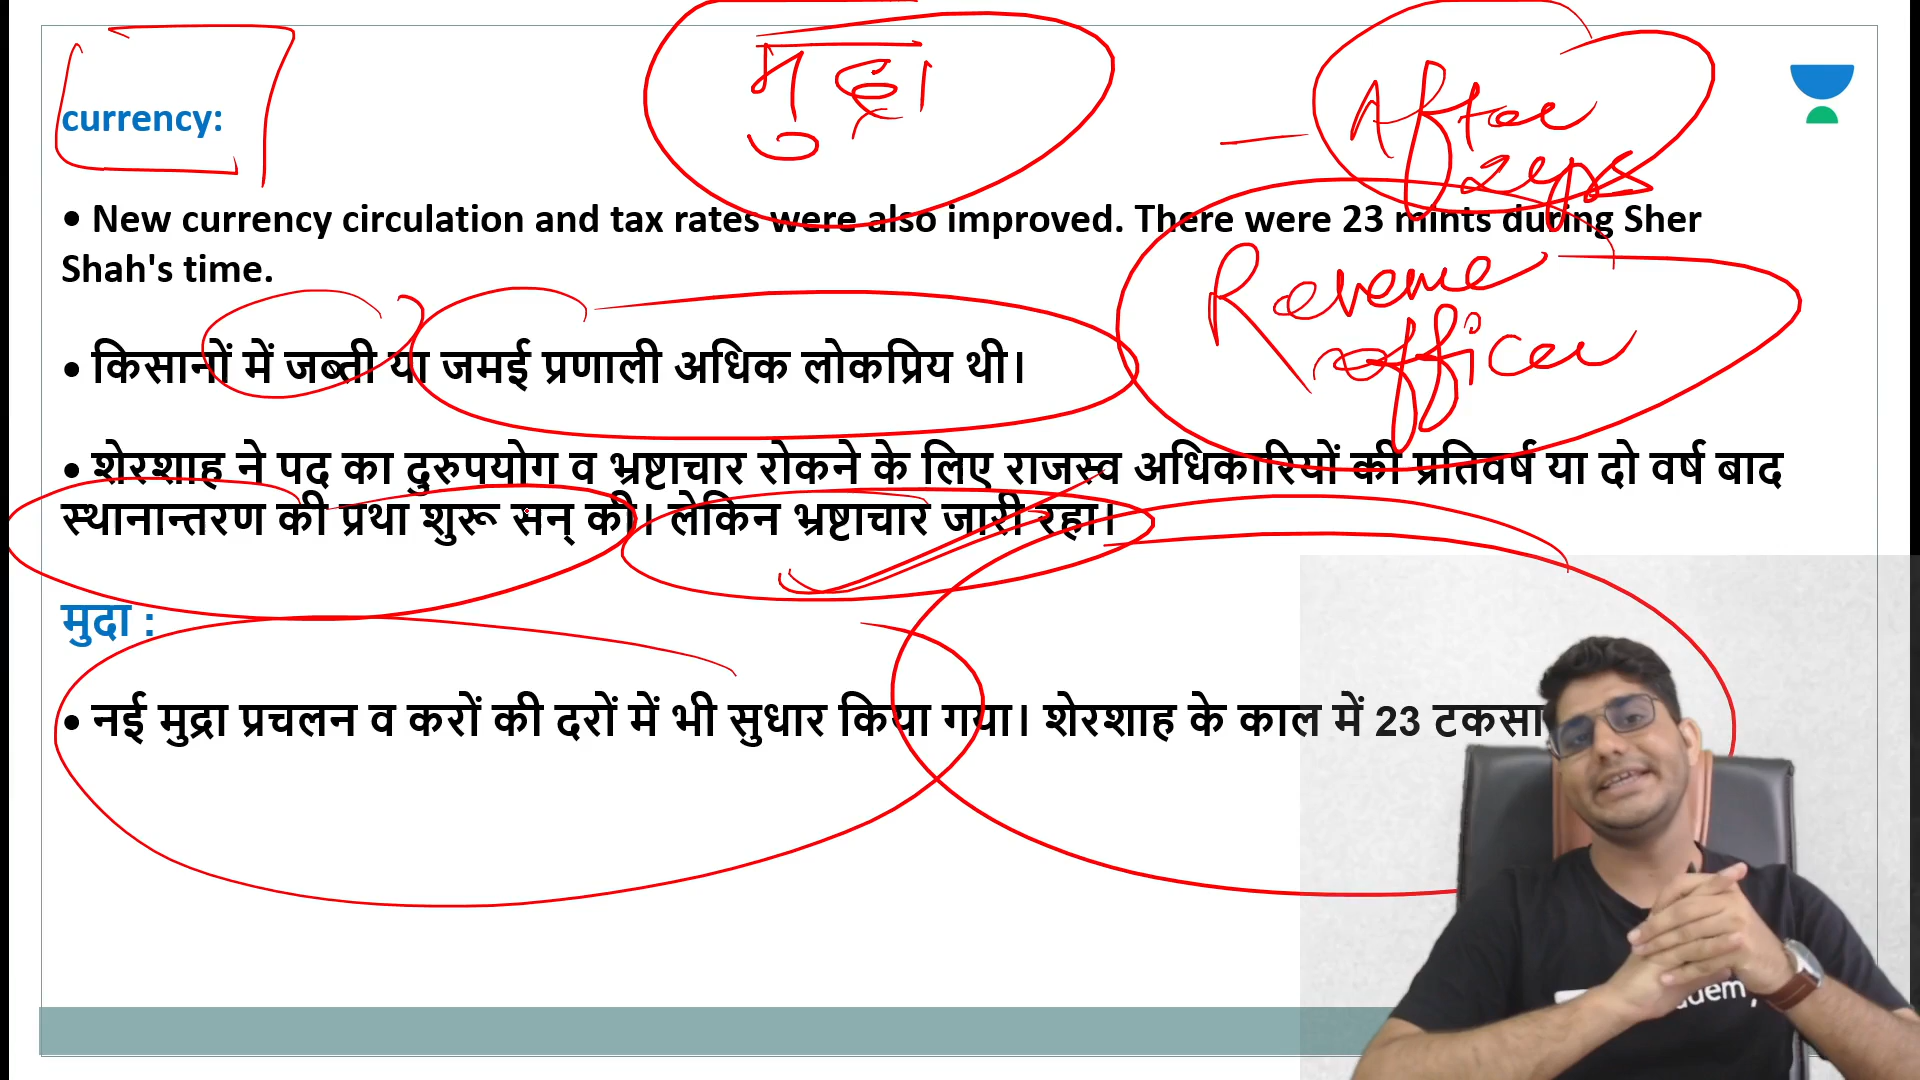 मुद्रा
After
2 yrs
currency:
• New currency circulation and tax rates were also improved. There were 23 mints during Sher
Shah's time.
Revenue
officer
• किसानों में जब्ती या जमई प्रणाली अधिक लोकप्रिय थी।
• शेरशाह ने पद का दुरुपयोग व भ्रष्टाचार रोकने के लिए राजस्व अधिकारियों की प्रतिवर्ष या दो वर्ष बाद
स्थानान्तरण की प्रथा शुरू सन् की। लेकिन भ्रष्टाचार जारी रहा।
मुदा :
• नई मुद्रा प्रचलन व करों की दरों में भी सुधार किया गया। शेरशाह के काल में 23